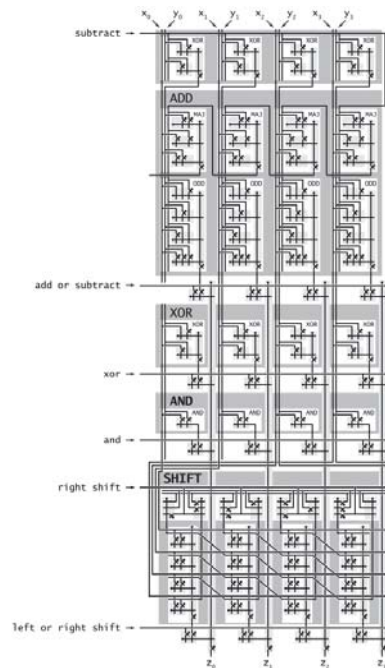 x₀ y₀ x₁ y₁ x₂ y₂ x₃ y₃
subtract
XOR XOR XOR XOR
ADD
MAJ MAJ MAJ MAJ
ODD ODD ODD ODD
add or subtract
XOR
XOR XOR XOR XOR
xor
AND
AND AND AND AND
and
SHIFT
right shift
left or right shift
z₀ z₁ z₂